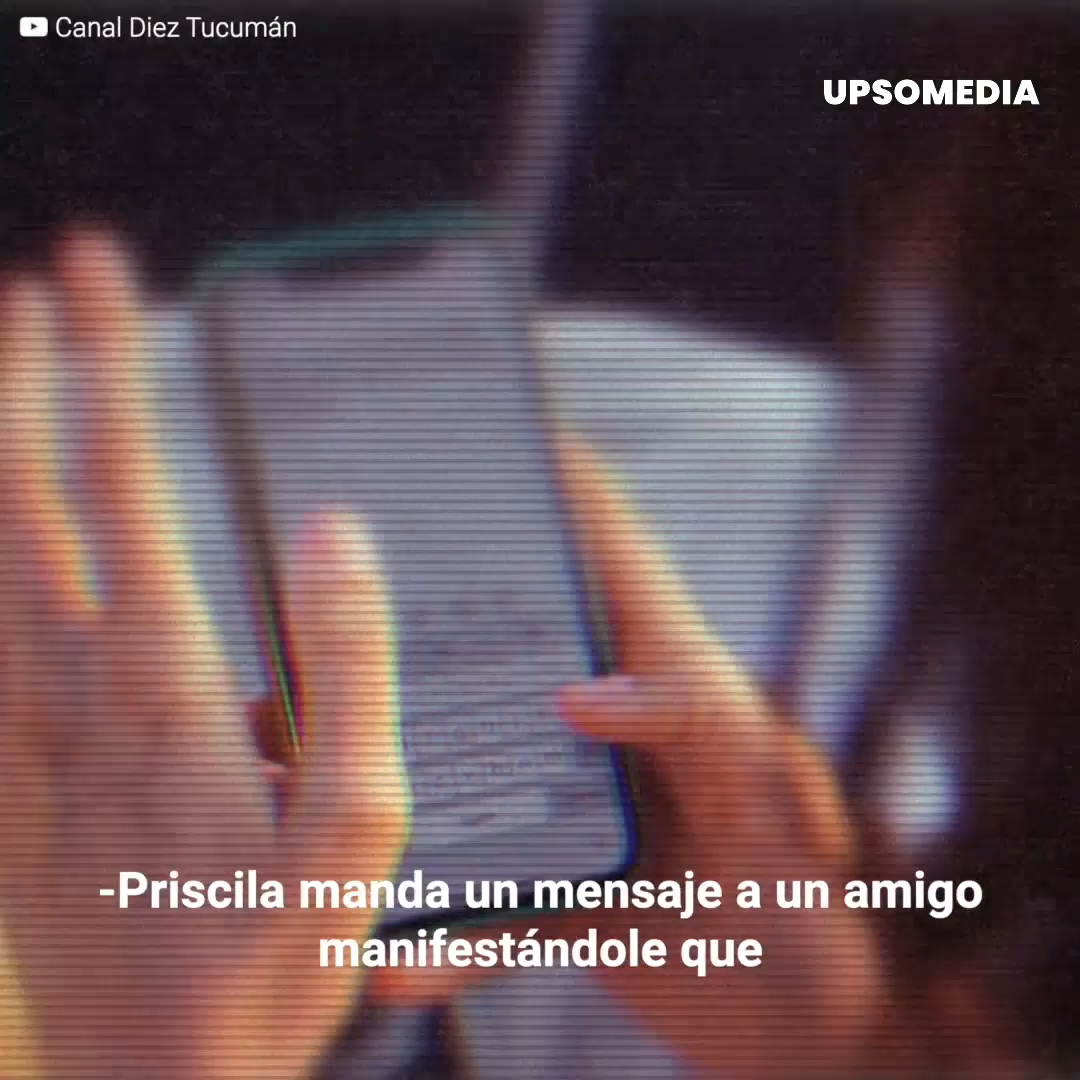 Canal Diez Tucumán
UPSOMEDIA
-Priscila manda un mensaje a un amigo
manifestándole que